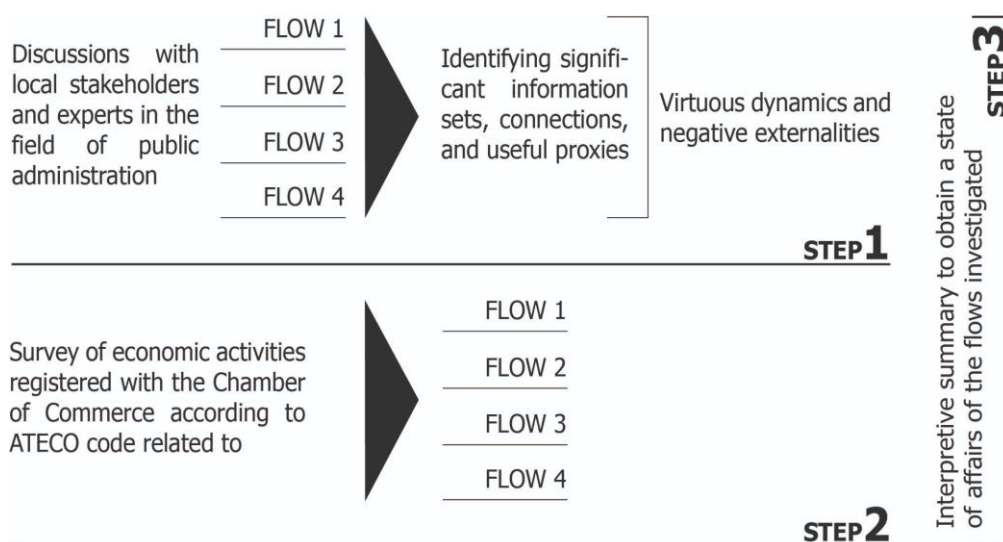 Discussions with
local stakeholders
and experts in the
field of public
administration
FLOW 1
FLOW 2
FLOW 3
FLOW 4
Identifying signifi-
cant information
sets, connections,
and useful proxies
Virtuous dynamics and
negative externalities
STEP1
Survey of economic activities
registered with the Chamber
of Commerce according to
ATECO code related to
FLOW 1
FLOW 2
FLOW 3
FLOW 4
STEP2
Interpretive summary to obtain a state
of affairs of the flows investigated
STEP3